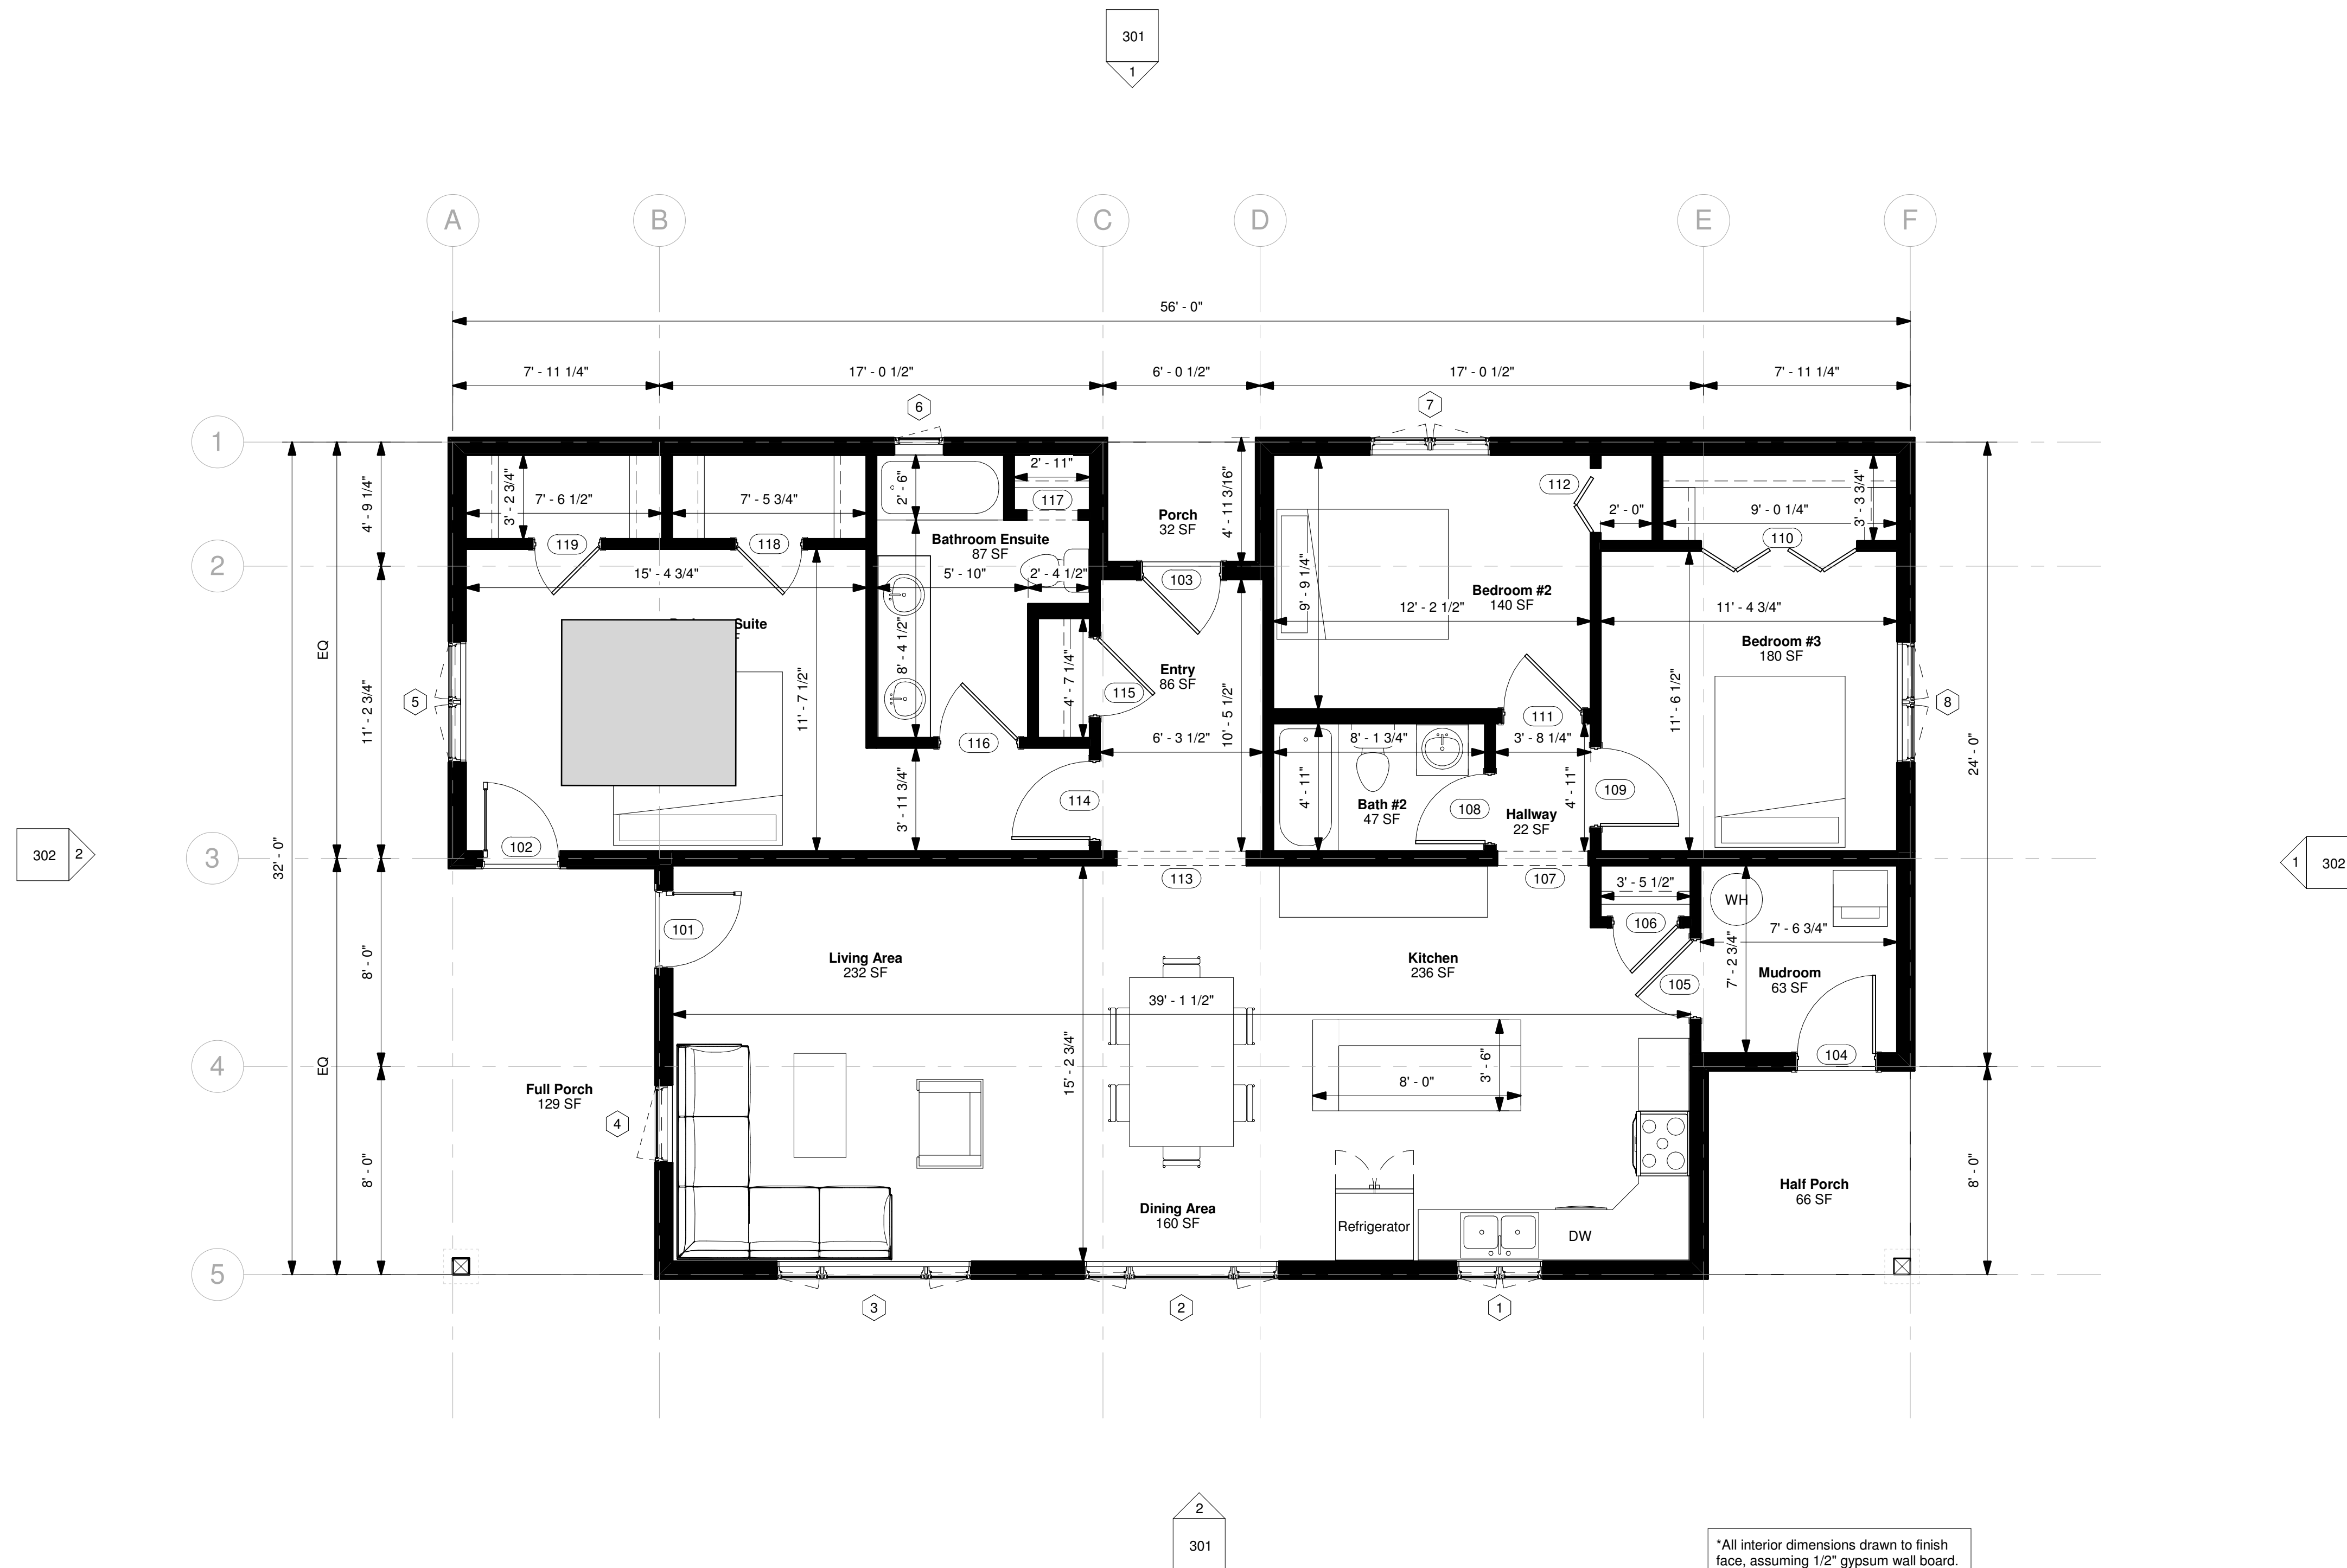 301
1
A
B
C
D
E
F
56' - 0"
7' - 11 1/4"
17' - 0 1/2"
6' - 0 1/2"
17' - 0 1/2"
7' - 11 1/4"
6
7
1
2
3
4
5
32' - 0"
EQ
EQ
4' - 9 1/4"
11' - 2 3/4"
8' - 0"
8' - 0"
24' - 0"
8' - 0"
3' - 2 3/4"
7' - 6 1/2"
7' - 5 3/4"
2' - 6"
2' - 11"
117
119
118
Bathroom Ensuite
87 SF
15' - 4 3/4"
5' - 10"
2' - 4 1/2"
Suite
11' - 7 1/2"
8' - 4 1/2"
4' - 7 1/4"
115
116
3' - 11 3/4"
114
102
5
Porch
32 SF
4' - 11 3/16"
103
Entry
86 SF
10' - 5 1/2"
6' - 3 1/2"
112
2' - 0"
9' - 0 1/4"
3' - 3 3/4"
110
9' - 9 1/4"
Bedroom #2
140 SF
12' - 2 1/2"
11' - 4 3/4"
Bedroom #3
180 SF
11' - 6 1/2"
8
111
8' - 1 3/4"
3' - 8 1/4"
4' - 11"
Bath #2
47 SF
108
Hallway
22 SF
4' - 11"
109
302
2
1
302
113
107
101
3' - 5 1/2"
106
WH
7' - 6 3/4"
7' - 2 3/4"
Mudroom
63 SF
105
104
Living Area
232 SF
Kitchen
236 SF
39' - 1 1/2"
15' - 2 3/4"
8' - 0"
3' - 6"
Full Porch
129 SF
4
Dining Area
160 SF
Refrigerator
DW
Half Porch
66 SF
3
2
1
2
301
*All interior dimensions drawn to finish
face, assuming 1/2" gypsum wall board.